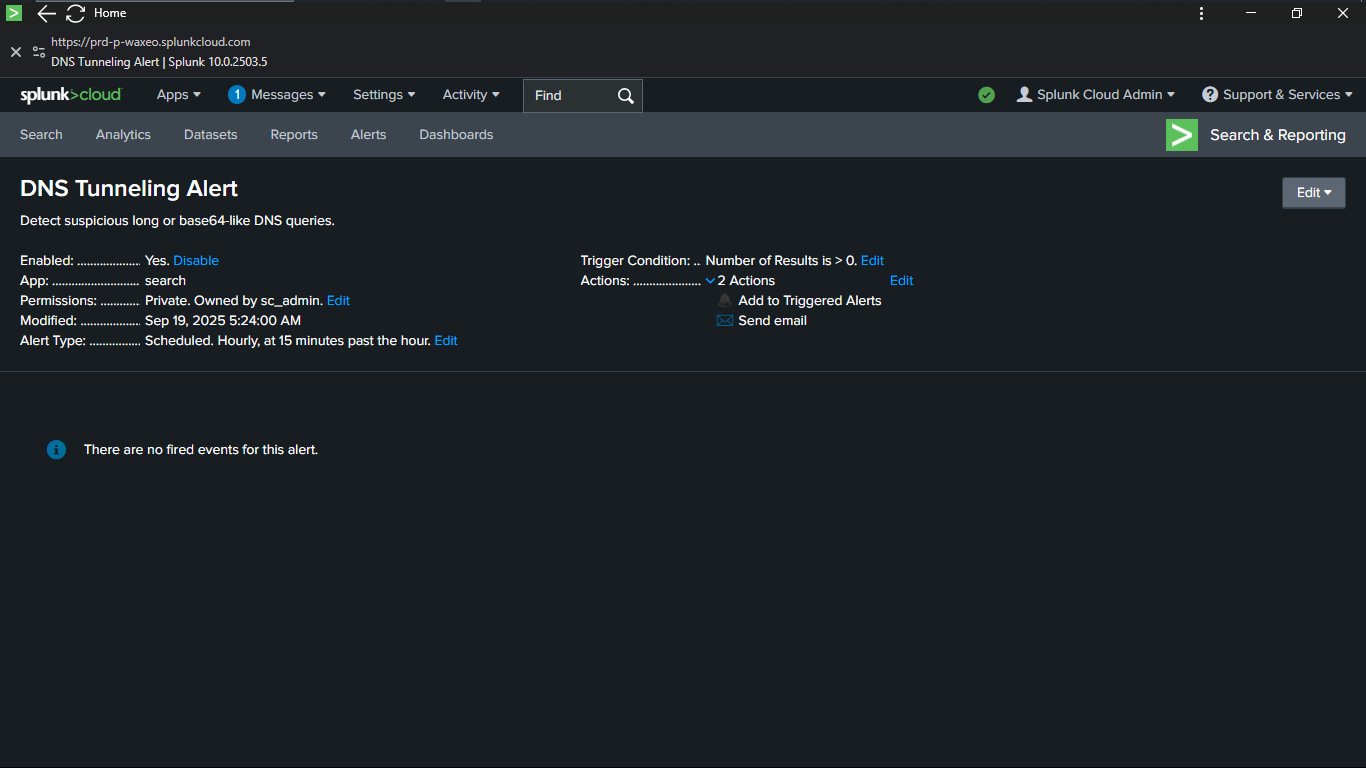 Home
https://prd-p-waxeo.splunkcloud.com
DNS Tunneling Alert | Splunk 10.0.2503.5
splunk>cloud Apps 1 Messages Settings Activity Find Splunk Cloud Admin ? Support & Services
Search Analytics Datasets Reports Alerts Dashboards > Search & Reporting
DNS Tunneling Alert
Edit
Detect suspicious long or base64-like DNS queries.
Enabled: ................... Yes. Disable
App: ........................... search
Permissions: ............ Private. Owned by sc_admin. Edit
Modified: ................... Sep 19, 2025 5:24:00 AM
Alert Type: ................ Scheduled. Hourly, at 15 minutes past the hour. Edit
Trigger Condition: .. Number of Results is > 0. Edit
Actions: ..................... 2 Actions Edit
Add to Triggered Alerts
Send email
There are no fired events for this alert.